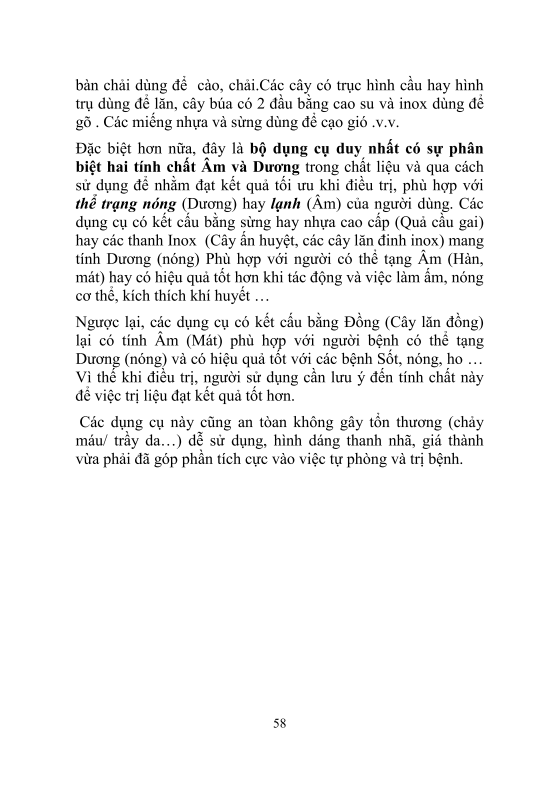 bàn chải dùng để  cào, chải.Các cây có trục hình cầu hay hình
trụ dùng để lăn, cây búa có 2 đầu bằng cao su và inox dùng để
gõ . Các miếng nhựa và sừng dùng để cạo gió .v.v.
Đặc biệt hơn nữa, đây là bộ dụng cụ duy nhất có sự phân
biệt hai tính chất Âm và Dương trong chất liệu và qua cách
sử dụng để nhằm đạt kết quả tối ưu khi điều trị, phù hợp với
thể trạng nóng (Dương) hay lạnh (Âm) của người dùng. Các
dụng cụ có kết cấu bằng sừng hay nhựa cao cấp (Quả cầu gai)
hay các thanh Inox  (Cây ấn huyệt, các cây lăn đinh inox) mang
tính Dương (nóng) Phù hợp với người có thể tạng Âm (Hàn,
mát) hay có hiệu quả tốt hơn khi tác động và việc làm ấm, nóng
cơ thể, kích thích khí huyết …
Ngược lại, các dụng cụ có kết cấu bằng Đồng (Cây lăn đồng)
lại có tính Âm (Mát) phù hợp với người bệnh có thể tạng
Dương (nóng) và có hiệu quả tốt với các bệnh Sốt, nóng, ho …
Vì thế khi điều trị, người sử dụng cần lưu ý đến tính chất này
để việc trị liệu đạt kết quả tốt hơn.
Các dụng cụ này cũng an tòan không gây tổn thương (chảy
máu/ trầy da…) dễ sử dụng, hình dáng thanh nhã, giá thành
vừa phải đã góp phần tích cực vào việc tự phòng và trị bệnh.
58